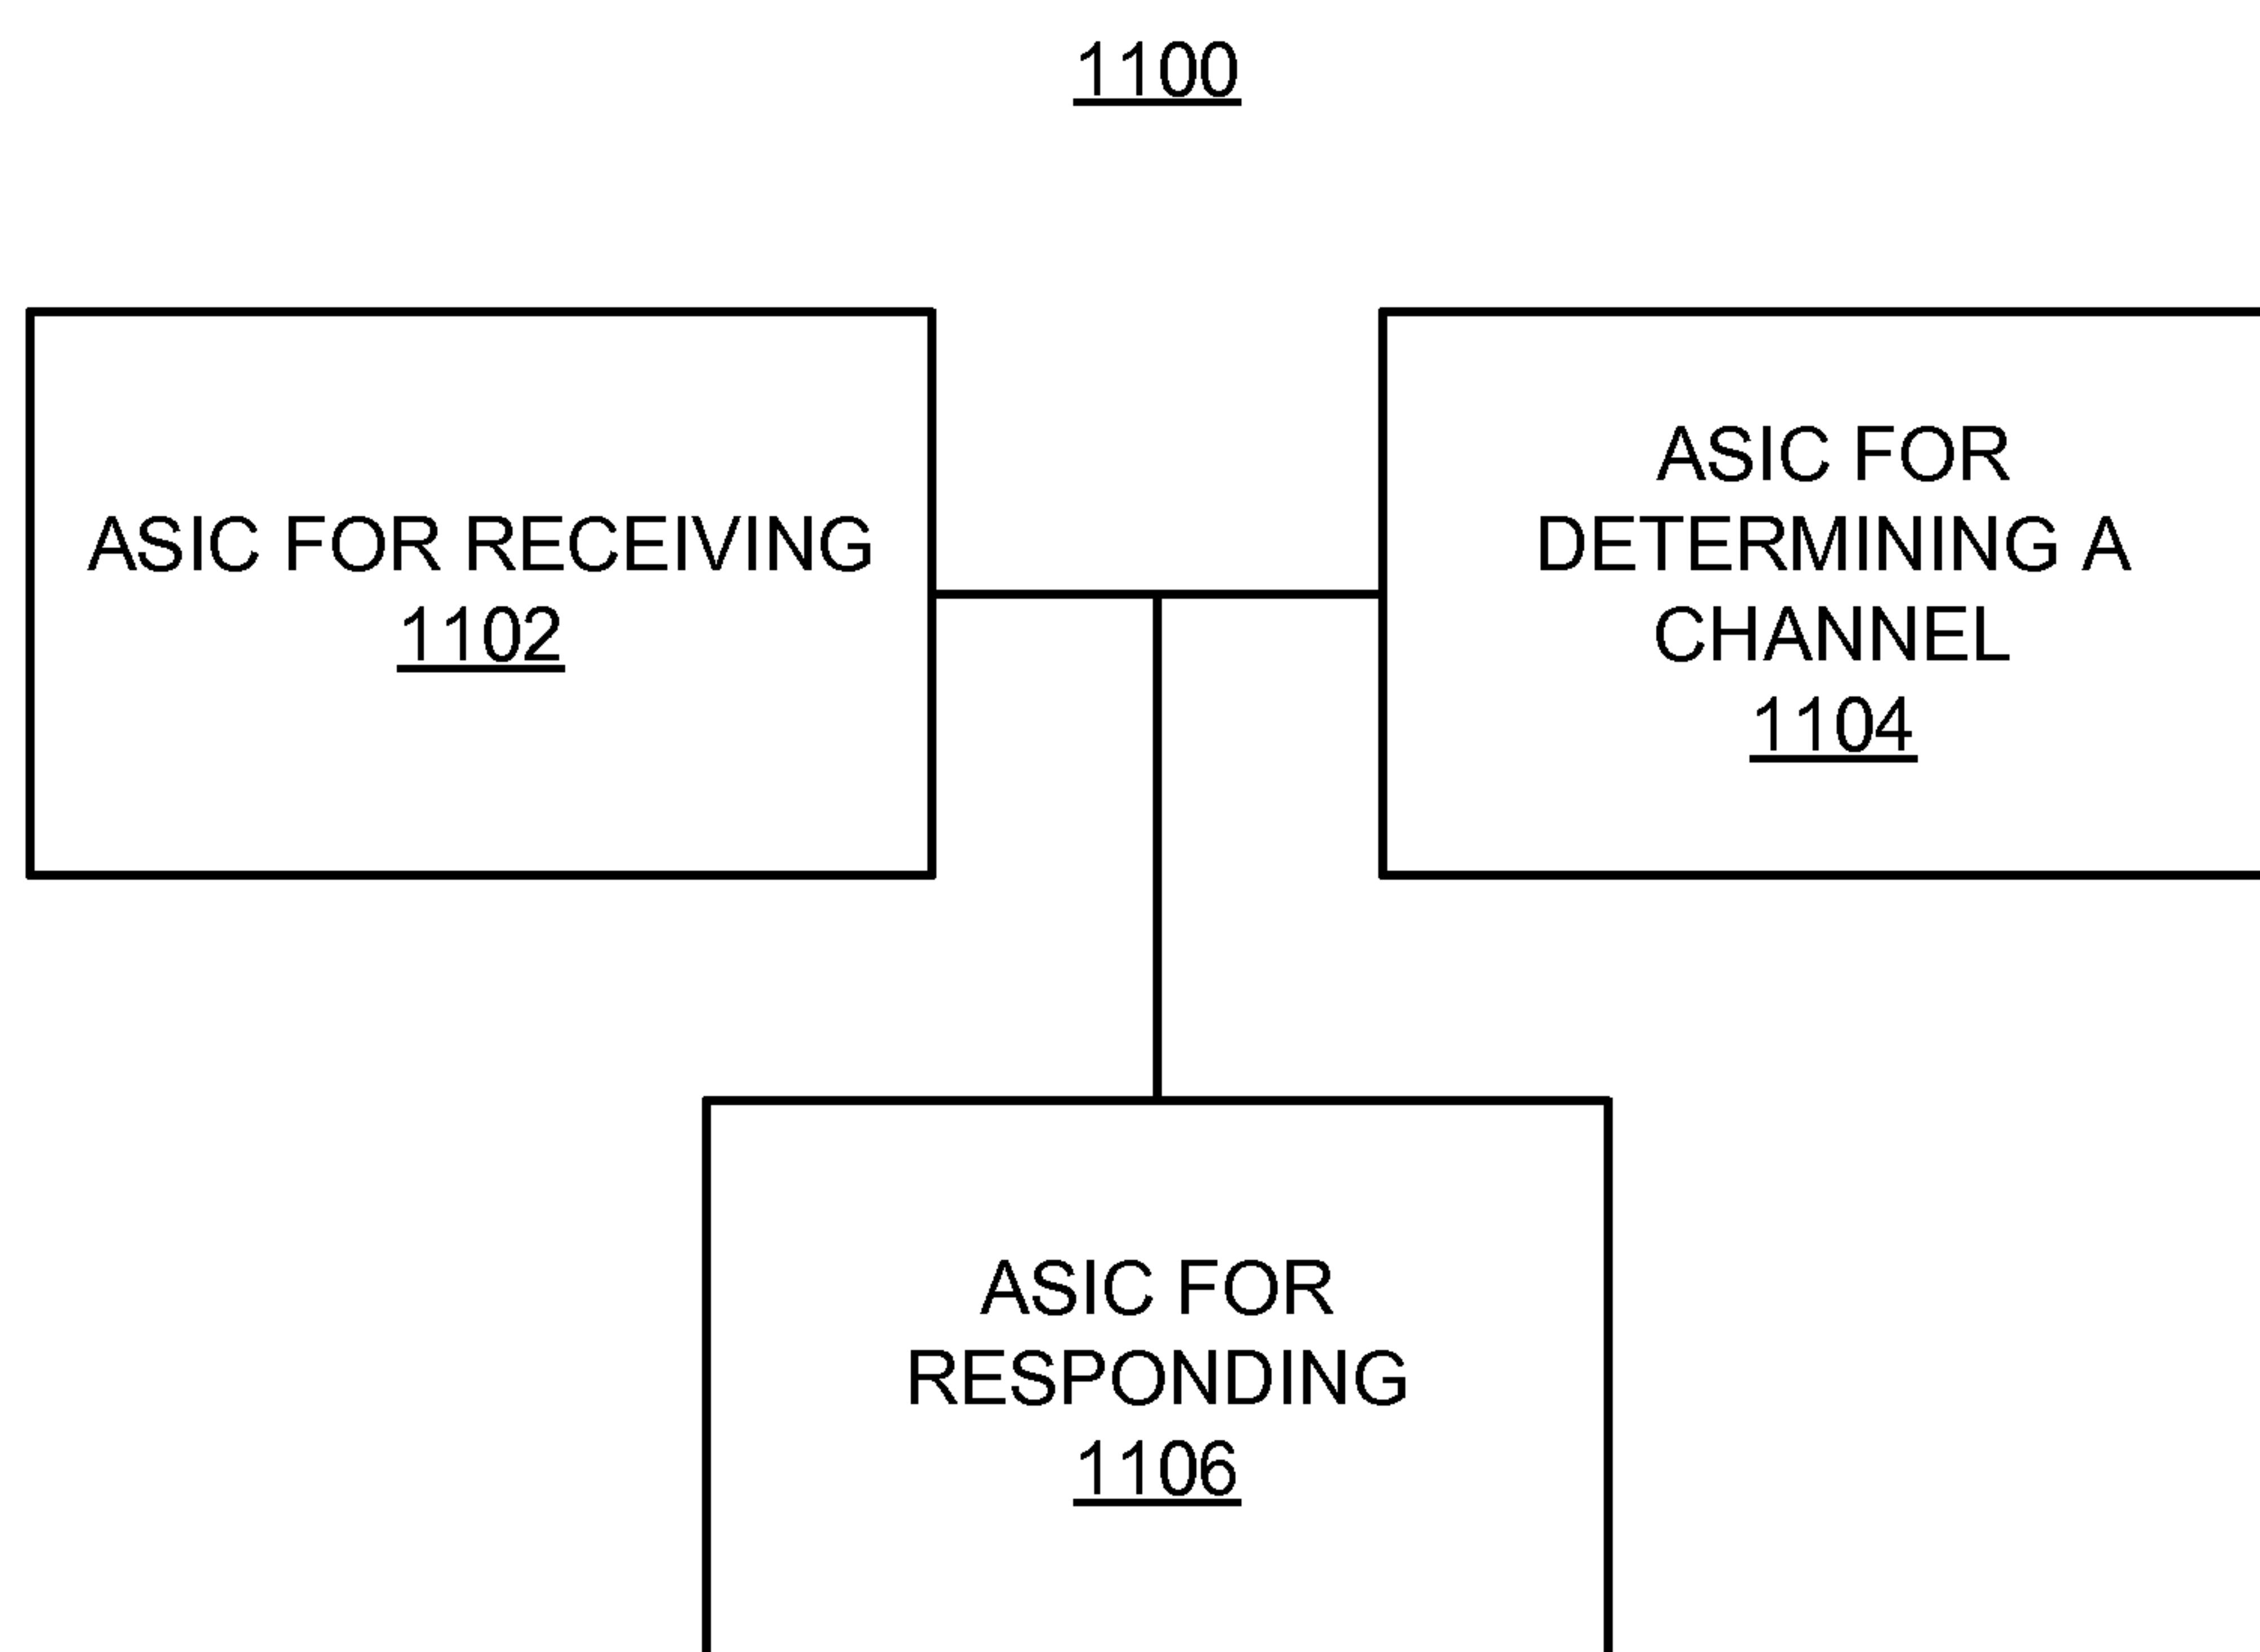 1100
ASIC FOR RECEIVING
1102
ASIC FOR
DETERMINING A
CHANNEL
1104
ASIC FOR
RESPONDING
1106